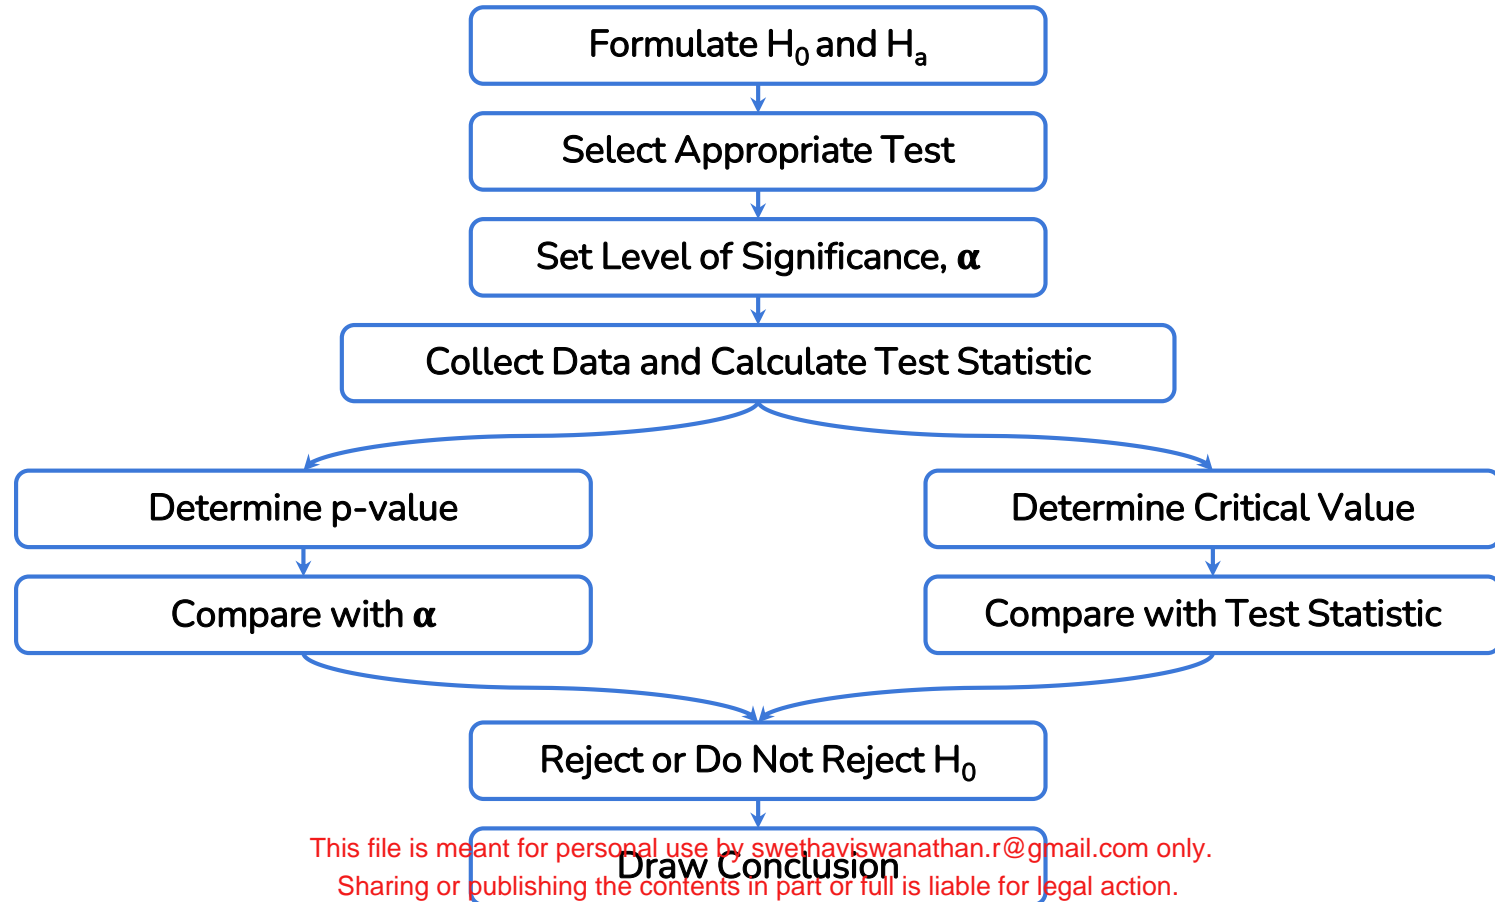 Formulate H₀ and Hₐ
Select Appropriate Test
Set Level of Significance, α
Collect Data and Calculate Test Statistic
Determine p-value
Determine Critical Value
Compare with α
Compare with Test Statistic
Reject or Do Not Reject H₀
This file is meant for personal use by swethaviswanathan.r@gmail.com only.
Draw Conclusion
Sharing or publishing the contents in part or full is liable for legal action.